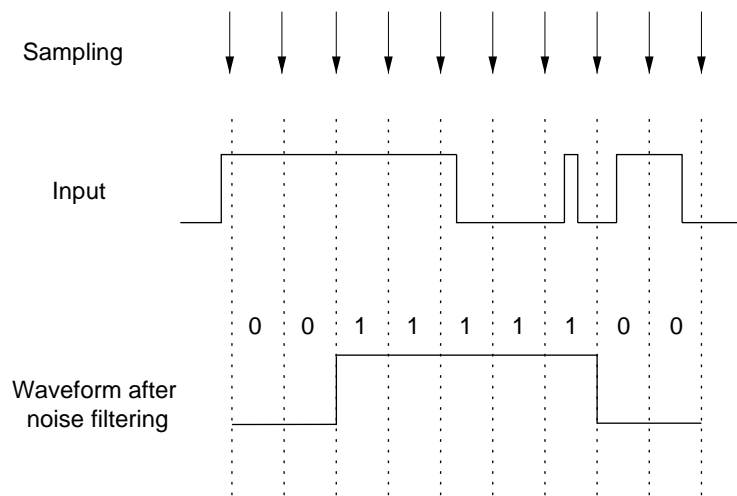 Sampling
Input
0 0 1 1 1 1 1 0 0
Waveform after
noise filtering